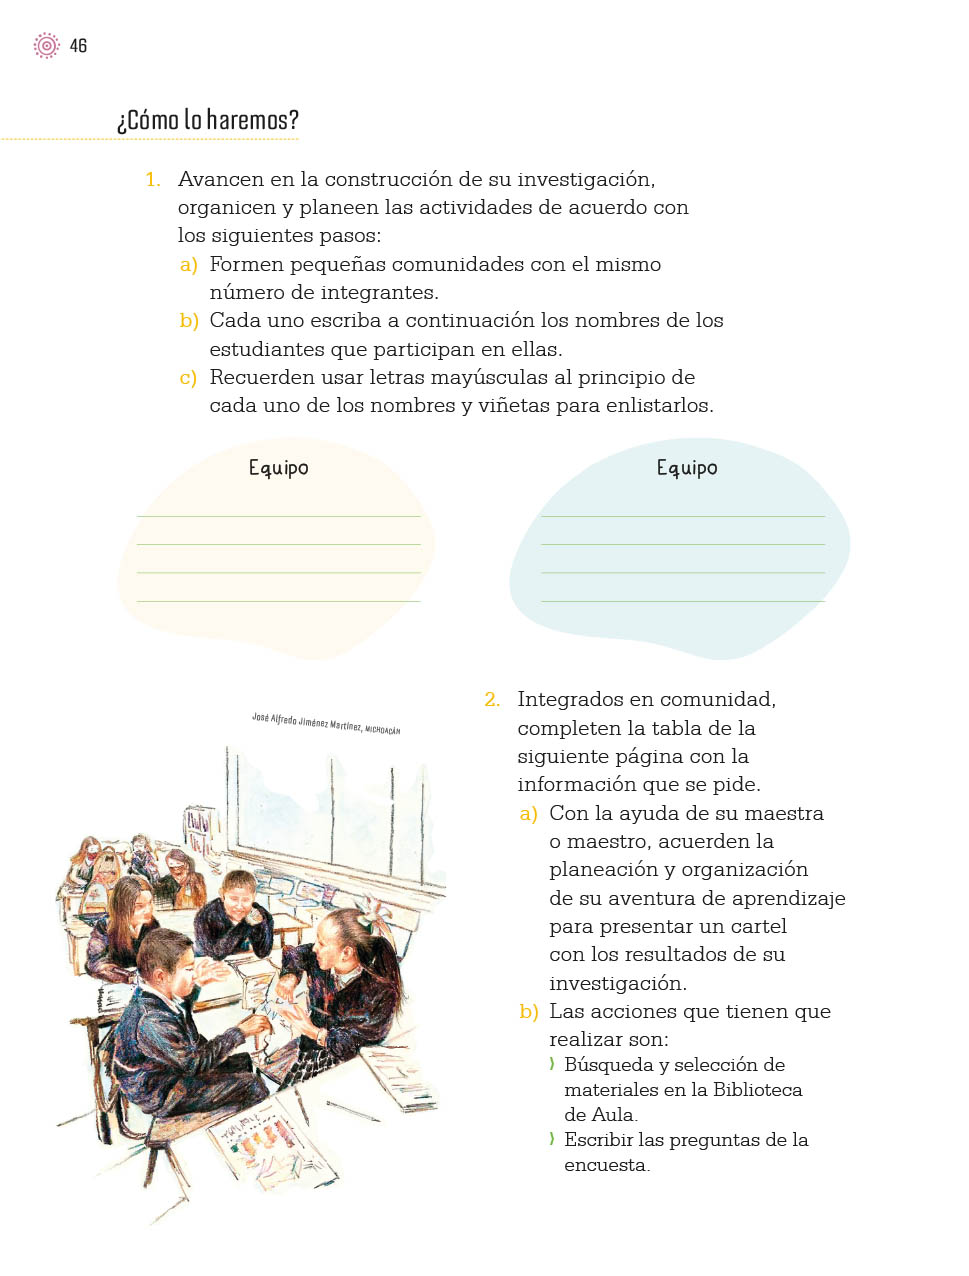 46
¿Cómo lo haremos?
1. Avancen en la construcción de su investigación,
organicen y planeen las actividades de acuerdo con
los siguientes pasos:
a) Formen pequeñas comunidades con el mismo
número de integrantes.
b) Cada uno escriba a continuación los nombres de los
estudiantes que participan en ellas.
c) Recuerden usar letras mayúsculas al principio de
cada uno de los nombres y viñetas para enlistarlos.
Equipo
Equipo
José Alfredo Jiménez Martínez, MICHOACÁN
2. Integrados en comunidad,
completen la tabla de la
siguiente página con la
información que se pide.
a) Con la ayuda de su maestra
o maestro, acuerden la
planeación y organización
de su aventura de aprendizaje
para presentar un cartel
con los resultados de su
investigación.
b) Las acciones que tienen que
realizar son:
⟩ Búsqueda y selección de
materiales en la Biblioteca
de Aula.
⟩ Escribir las preguntas de la
encuesta.